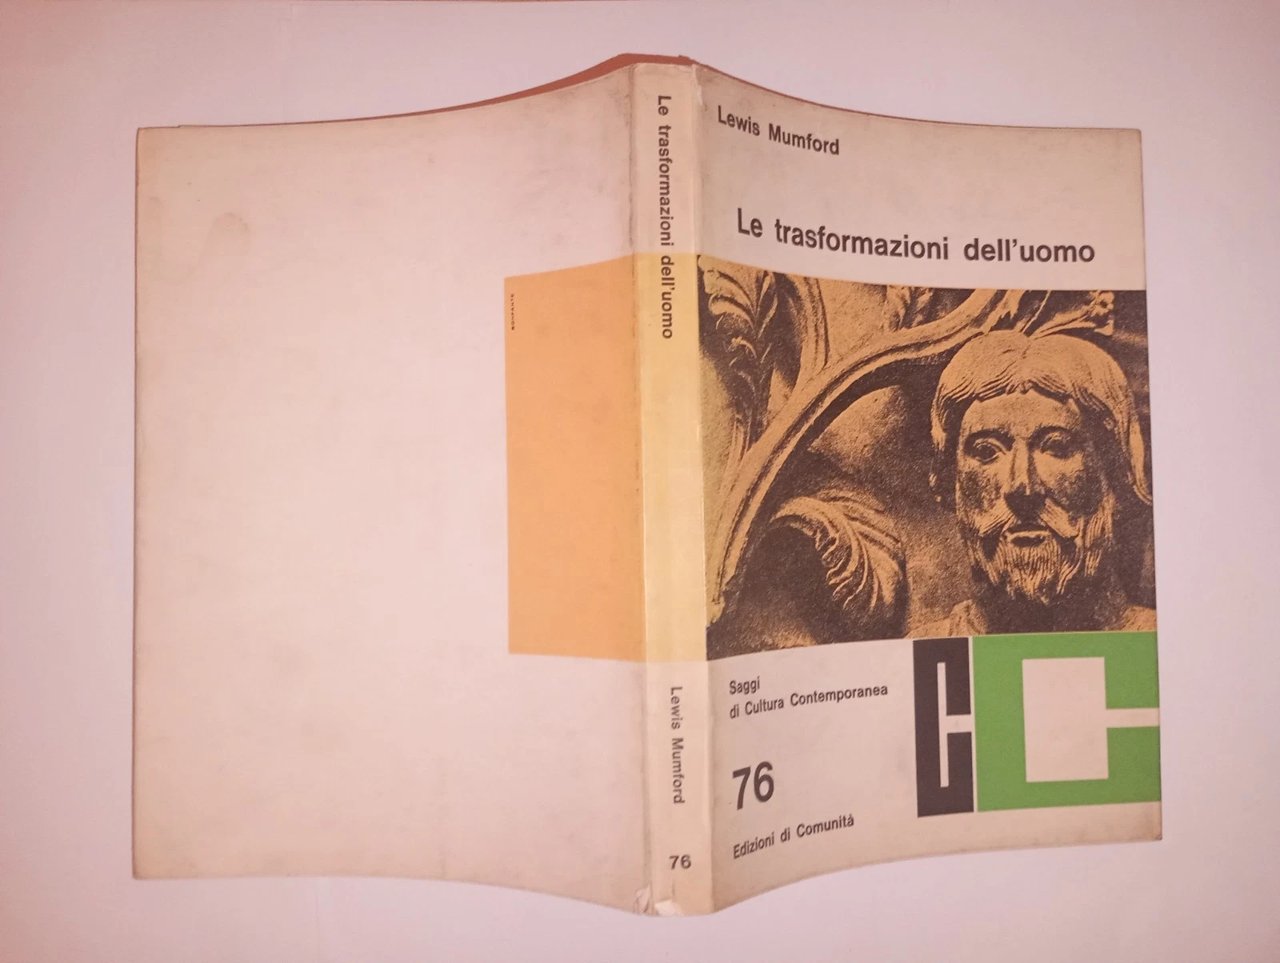 Lewis Mumford
Le trasformazioni dell'uomo
Saggi
di Cultura Contemporanea
76
Edizioni di Comunità
Le trasformazioni dell'uomo
Lewis Mumford
76